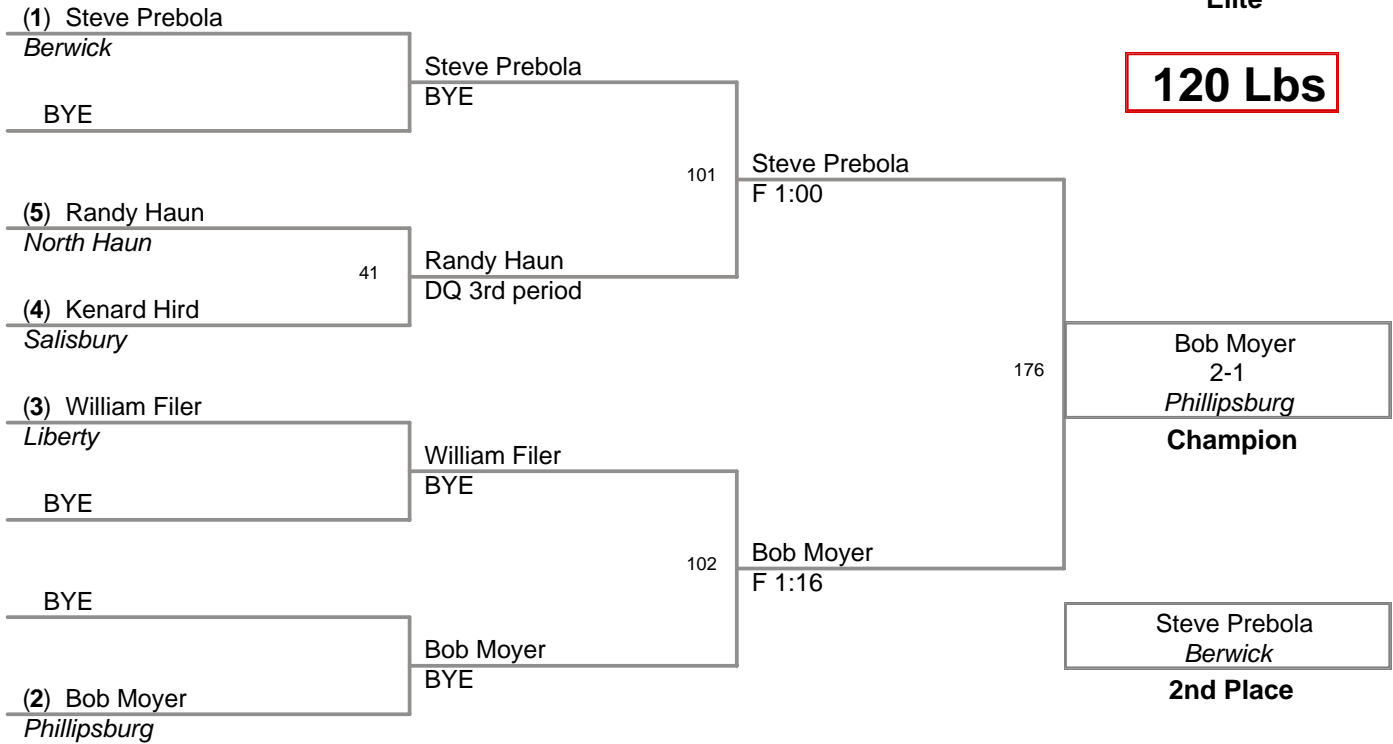 Elite
120 Lbs
(1) Steve Prebola
Berwick
BYE
(5) Randy Haun
North Haun
41
(4) Kenard Hird
Salisbury
(3) William Filer
Liberty
BYE
BYE
(2) Bob Moyer
Phillipsburg
Steve Prebola
BYE
101
Randy Haun
DQ 3rd period
William Filer
BYE
102
Bob Moyer
BYE
Steve Prebola
F 1:00
176
Bob Moyer
F 1:16
Bob Moyer
2-1
Phillipsburg
Champion
Steve Prebola
Berwick
2nd Place